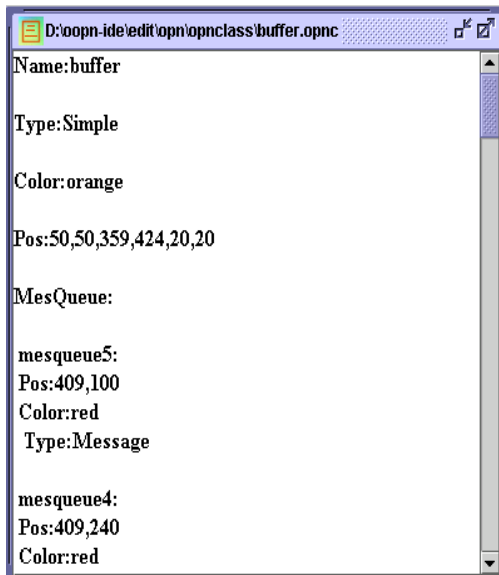 D:\oopn-ide\edit\opn\opnclass\buffer.opnc
Name:buffer
Type:Simple
Color:orange
Pos:50,50,359,424,20,20
MesQueue:
mesqueue5:
Pos:409,100
Color:red
Type:Message
mesqueue4:
Pos:409,240
Color:red